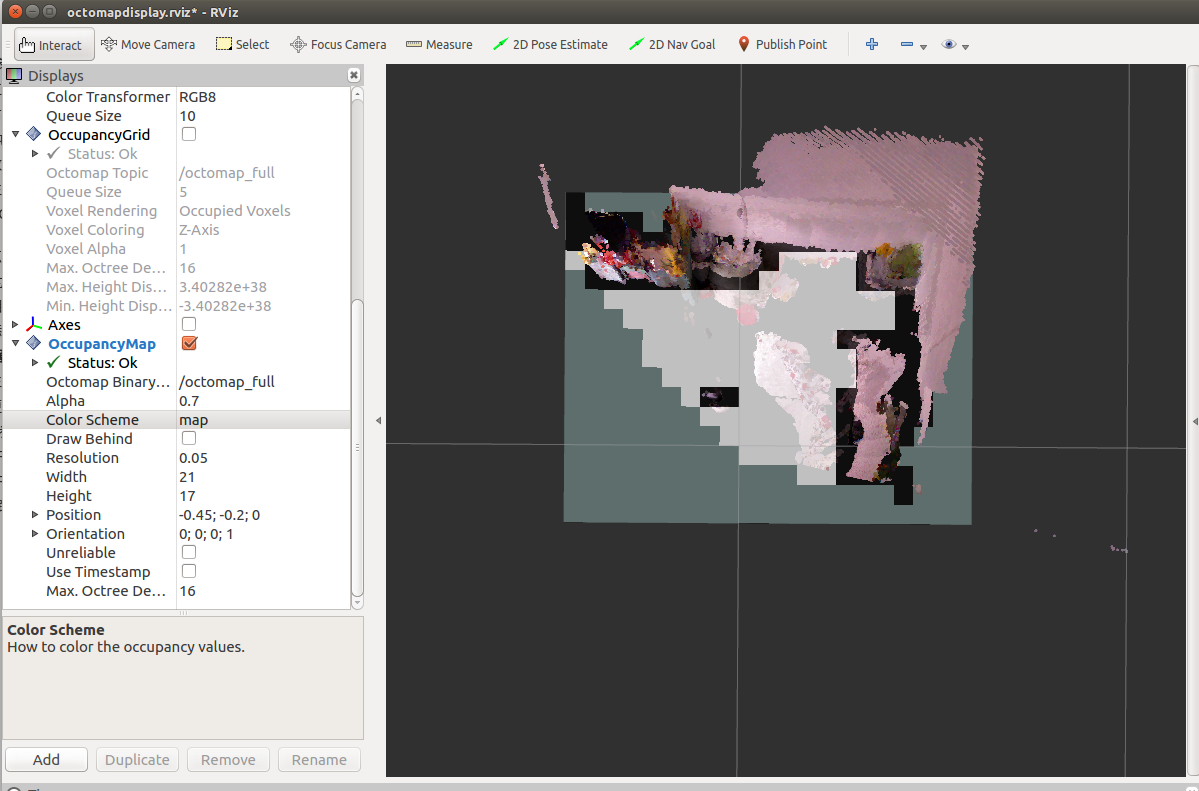 octomapdisplay.rviz* - RViz
Interact Move Camera Select Focus Camera Measure 2D Pose Estimate 2D Nav Goal Publish Point
Displays
Color Transformer RGB8
Queue Size 10
OccupancyGrid
Status: Ok
Octomap Topic /octomap_full
Queue Size 5
Voxel Rendering Occupied Voxels
Voxel Coloring Z-Axis
Voxel Alpha 1
Max. Octree De... 16
Max. Height Dis... 3.40282e+38
Min. Height Disp... -3.40282e+38
Axes
OccupancyMap
Status: Ok
Octomap Binary... /octomap_full
Alpha 0.7
Color Scheme map
Draw Behind
Resolution 0.05
Width 21
Height 17
Position -0.45; -0.2; 0
Orientation 0; 0; 0; 1
Unreliable
Use Timestamp
Max. Octree De... 16
Color Scheme
How to color the occupancy values.
Add Duplicate Remove Rename